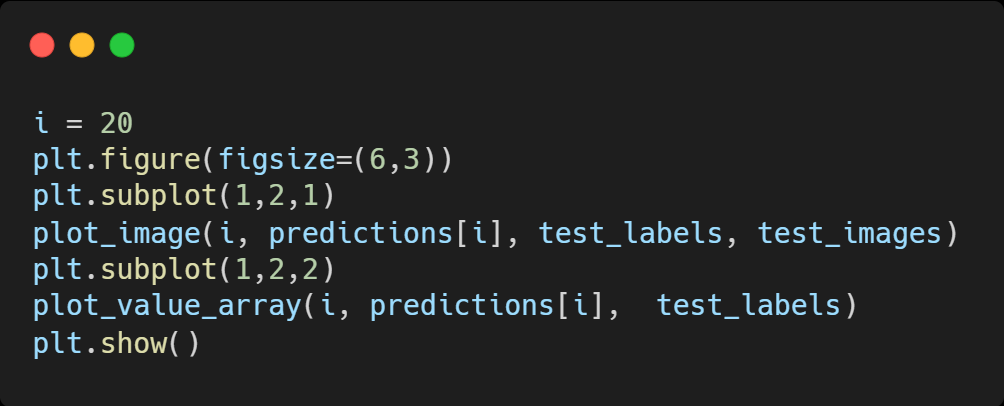 i = 20
plt.figure(figsize=(6,3))
plt.subplot(1,2,1)
plot_image(i, predictions[i], test_labels, test_images)
plt.subplot(1,2,2)
plot_value_array(i, predictions[i],  test_labels)
plt.show()